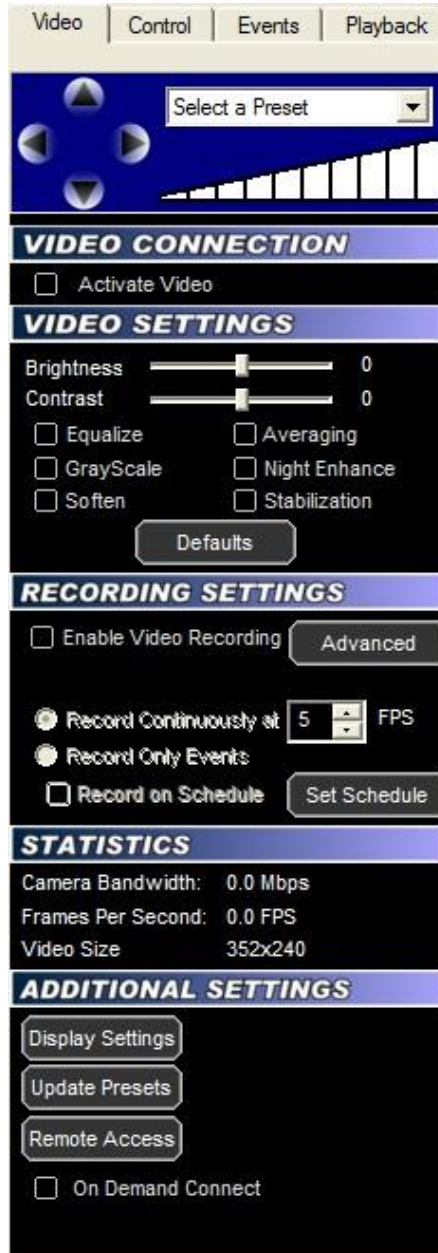 Video Control Events Playback
Select a Preset
VIDEO CONNECTION
Activate Video
VIDEO SETTINGS
Brightness 0
Contrast 0
Equalize Averaging
GrayScale Night Enhance
Soften Stabilization
Defaults
RECORDING SETTINGS
Enable Video Recording Advanced
Record Continuously at 5 FPS
Record Only Events
Record on Schedule Set Schedule
STATISTICS
Camera Bandwidth: 0.0 Mbps
Frames Per Second: 0.0 FPS
Video Size 352x240
ADDITIONAL SETTINGS
Display Settings
Update Presets
Remote Access
On Demand Connect